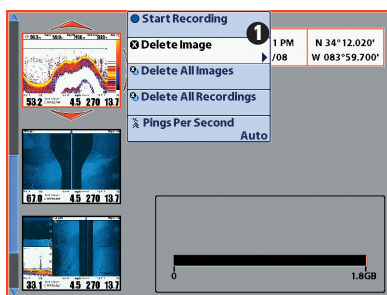 Start Recording
Delete Image
1
Delete All Images
Delete All Recordings
Pings Per Second
Auto
1 PM
/08
N 34°12.020'
W 083°59.700'
53.2 4.5 270 13.7
67.0 4.5 270 13.7
33.1 4.5 270 13.7
0 1.8GB